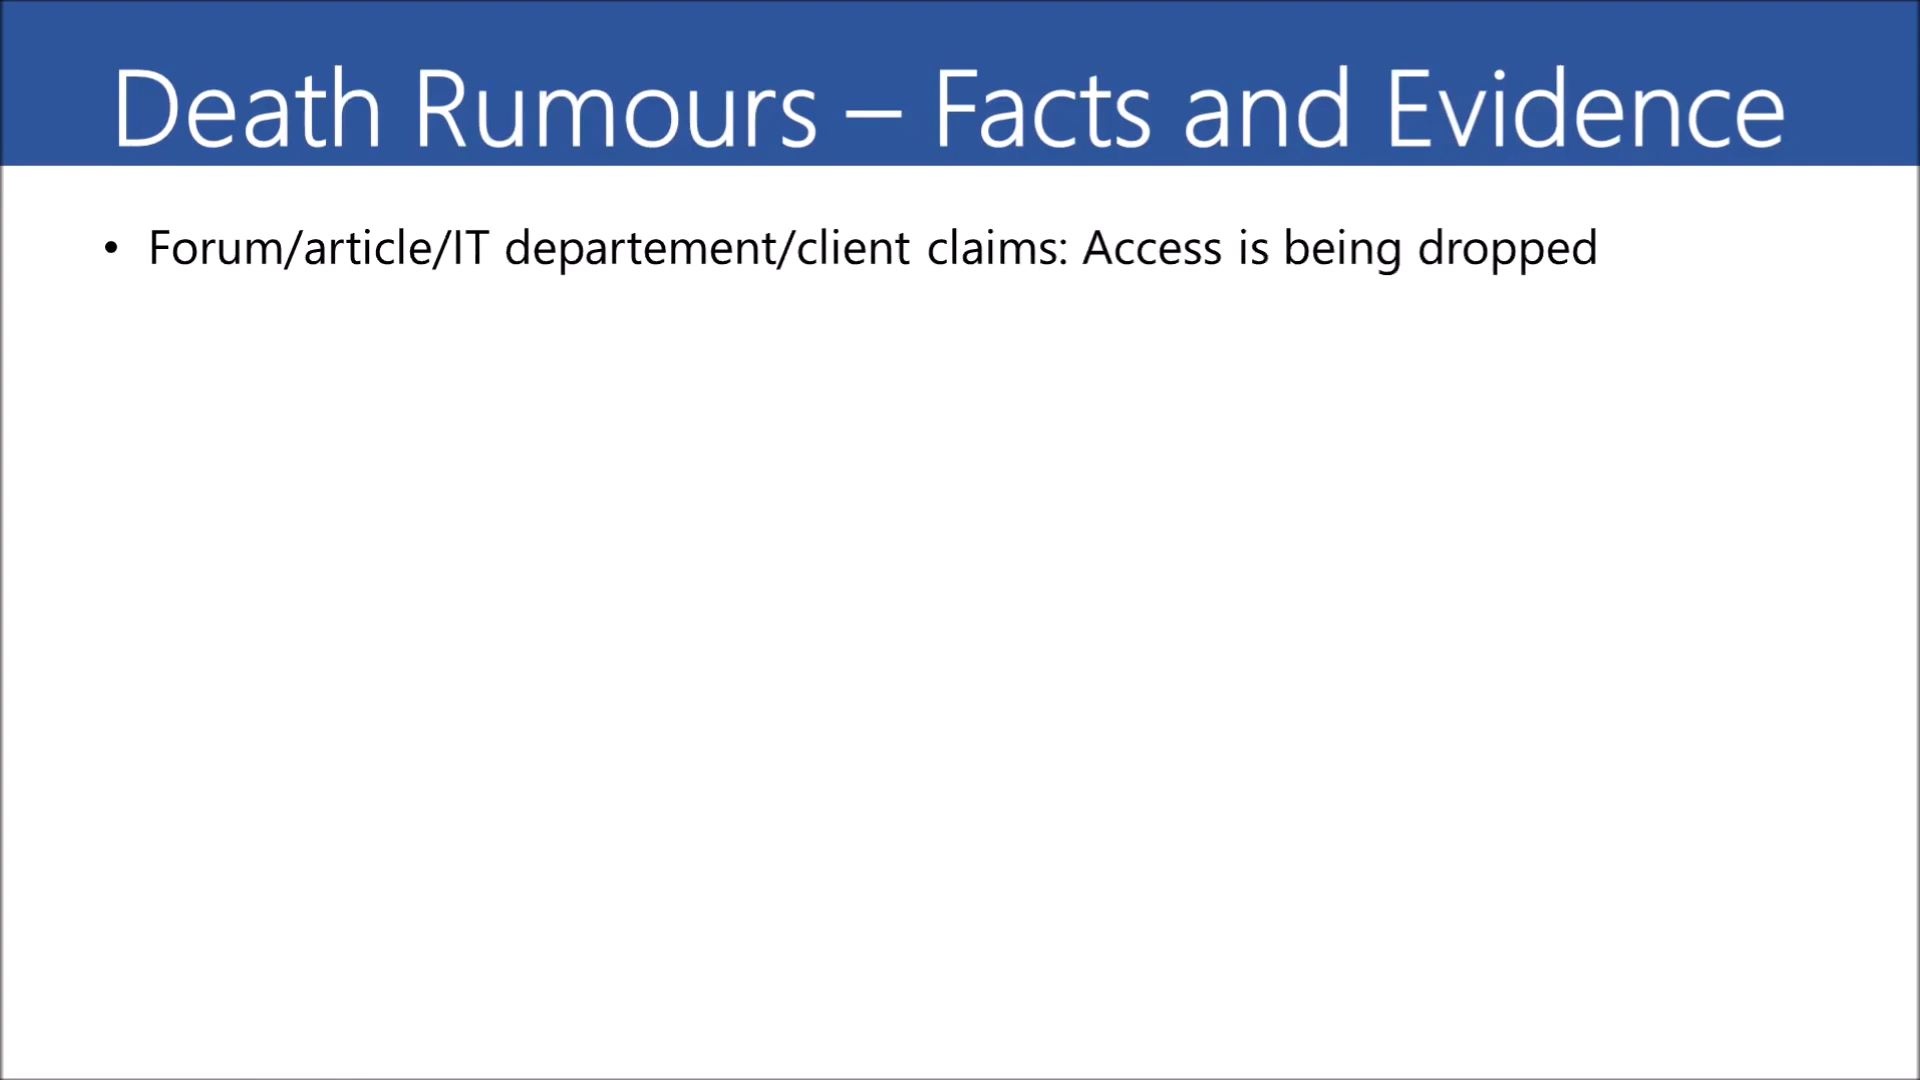 Death Rumours – Facts and Evidence
• Forum/article/IT departement/client claims: Access is being dropped